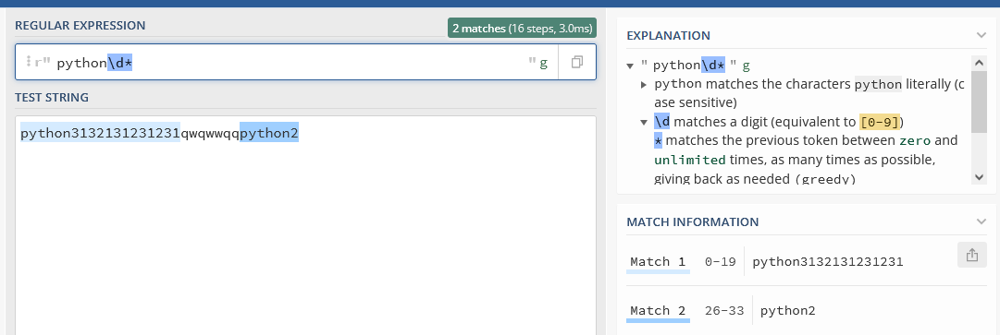 REGULAR EXPRESSION
2 matches (16 steps, 3.0ms)
r" python\d* " g
TEST STRING
python3132131231231qwqwwqqpython2
EXPLANATION
" python\d* " g
python matches the characters python literally (c
ase sensitive)
\d matches a digit (equivalent to [0-9])
* matches the previous token between zero and
unlimited times, as many times as possible,
giving back as needed (greedy)
MATCH INFORMATION
Match 1 0-19 python3132131231231
Match 2 26-33 python2